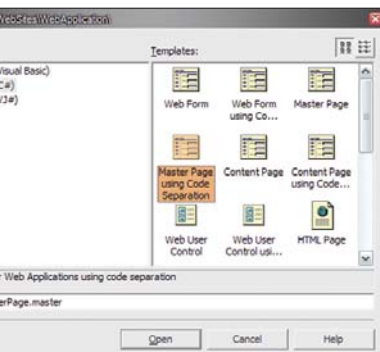 WebSites\WebApplication\
Templates:
isual Basic)
C#)
VJ#)
Web Form
Web Form
using Co...
Master Page
Master Page
using Code
Separation
Content Page
Content Page
using Code...
Web User
Control
Web User
Control usi...
HTML Page
r Web Applications using code separation
erPage.master
Open
Cancel
Help